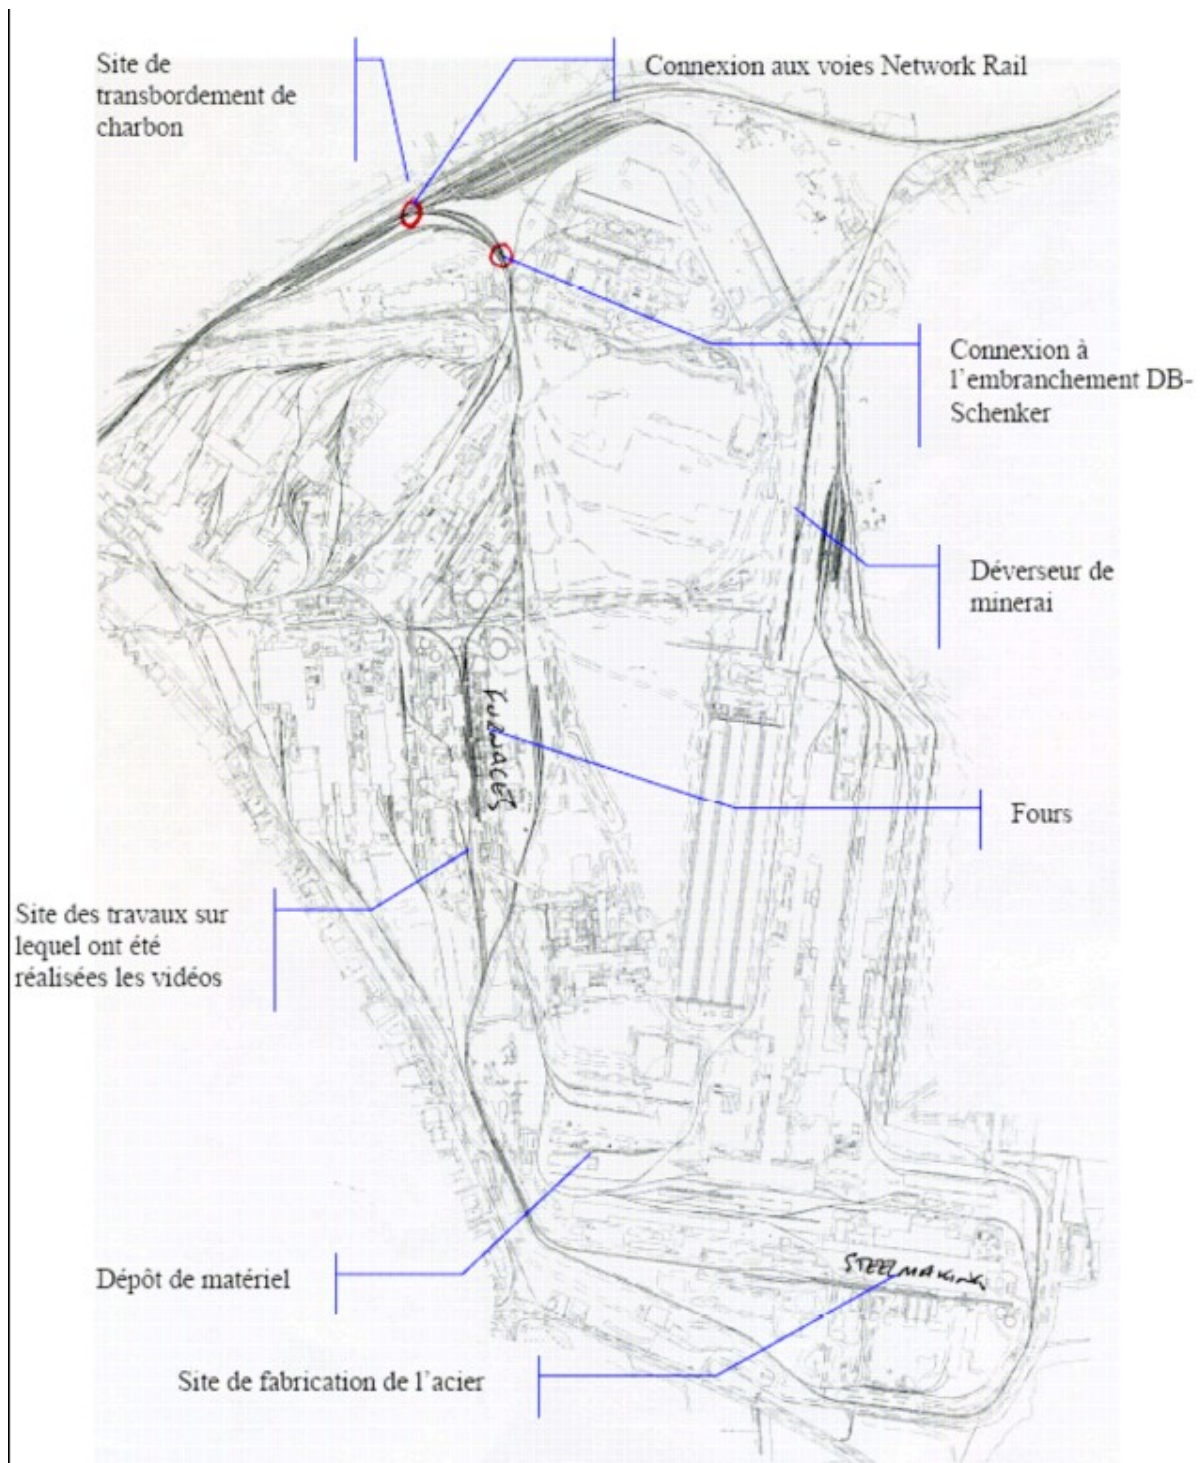 Site de
transbordement de
charbon
Connexion aux voies Network Rail
Connexion à
l’embranchement DB-
Schenker
Déverseur de
minerai
FURNACES
Fours
Site des travaux sur
lequel ont été
réalisées les vidéos
STEELMAKING
Dépôt de matériel
Site de fabrication de l’acier